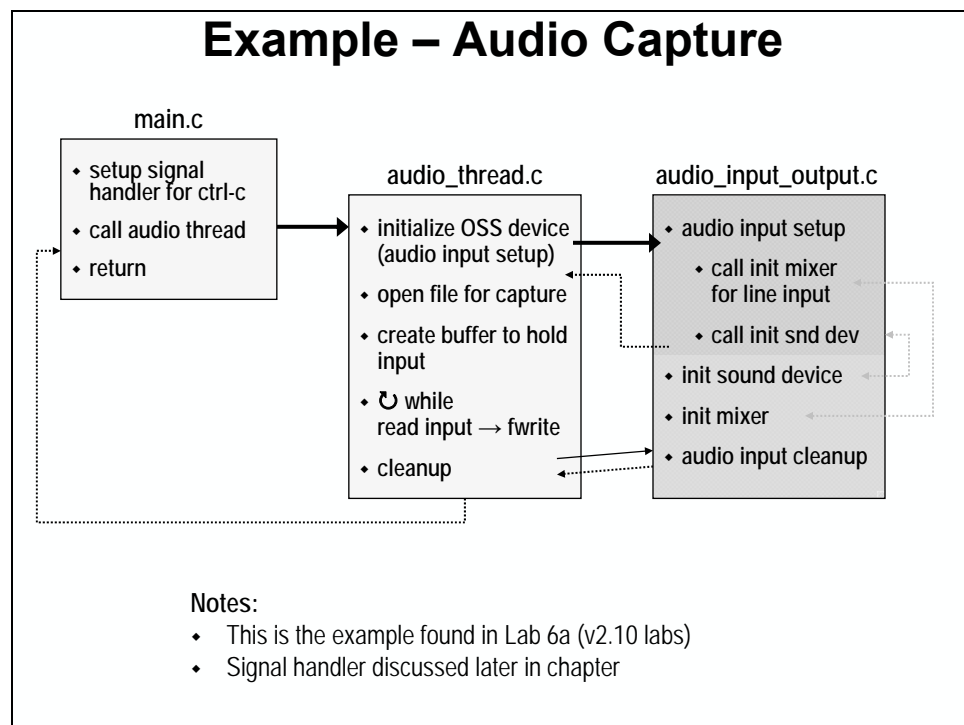 Example – Audio Capture
main.c
◆ setup signal
handler for ctrl-c
◆ call audio thread
◆ return
audio_thread.c
◆ initialize OSS device
(audio input setup)
◆ open file for capture
◆ create buffer to hold
input
◆ ↻ while
read input → fwrite
◆ cleanup
audio_input_output.c
◆ audio input setup
◆ call init mixer
for line input
◆ call init snd dev
◆ init sound device
◆ init mixer
◆ audio input cleanup
Notes:
◆ This is the example found in Lab 6a (v2.10 labs)
◆ Signal handler discussed later in chapter